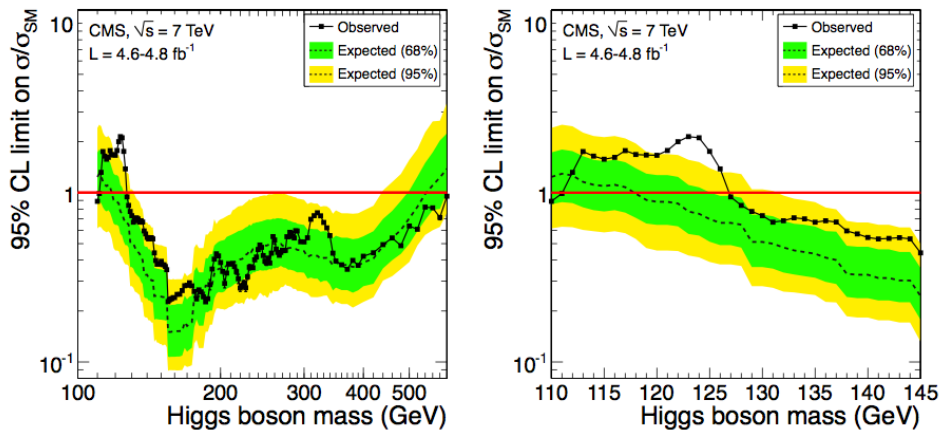 95% CL limit on σ/σSM
10
1
10⁻¹
CMS, √s = 7 TeV
L = 4.6-4.8 fb⁻¹
Observed
Expected (68%)
Expected (95%)
100 200 300 400 500
Higgs boson mass (GeV)
95% CL limit on σ/σSM
10
1
10⁻¹
CMS, √s = 7 TeV
L = 4.6-4.8 fb⁻¹
Observed
Expected (68%)
Expected (95%)
110 115 120 125 130 135 140 145
Higgs boson mass (GeV)